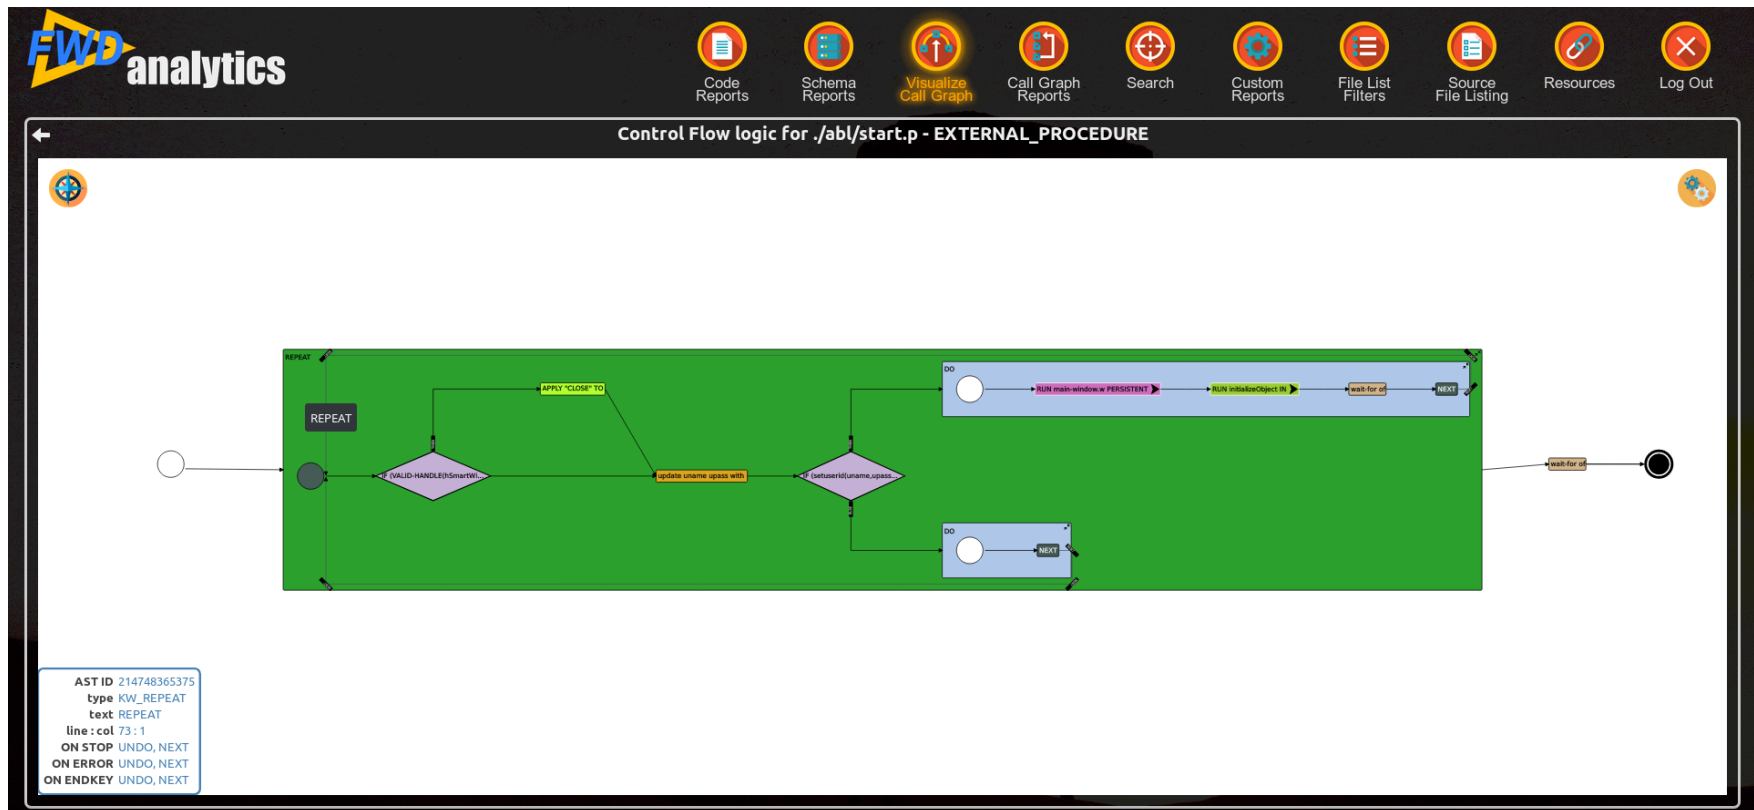 FWD analytics
Code Reports
Schema Reports
Visualize Call Graph
Call Graph Reports
Search
Custom Reports
File List Filters
Source File Listing
Resources
Log Out
Control Flow logic for ./abl/start.p - EXTERNAL_PROCEDURE
REPEAT
DO
APPLY "CLOSE" TO
RUN main-window.w PERSISTENT
RUN initializeObject IN
wait-for of
NEXT
REPEAT
IF (VALID-HANDLE(hSmartWi...
update uname upass with
IF (setuserid(uname,upass...
wait-for of
DO
NEXT
AST ID 214748365375
type KW_REPEAT
text REPEAT
line : col 73 : 1
ON STOP UNDO, NEXT
ON ERROR UNDO, NEXT
ON ENDKEY UNDO, NEXT